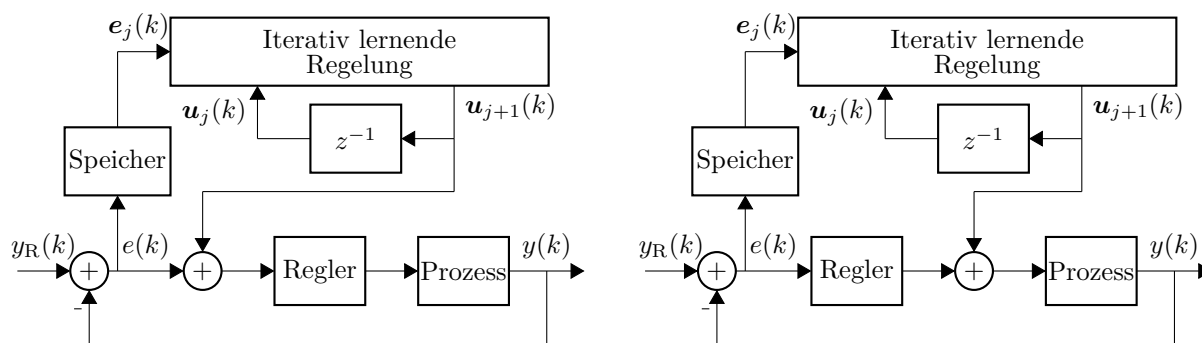 e_j(k)
Iterativ lernende
Regelung
u_j(k)
u_{j+1}(k)
z^{-1}
Speicher
y_R(k)
+
e(k)
+
Regler
Prozess
y(k)
-
e_j(k)
Iterativ lernende
Regelung
u_j(k)
u_{j+1}(k)
z^{-1}
Speicher
y_R(k)
+
e(k)
Regler
+
Prozess
y(k)
-